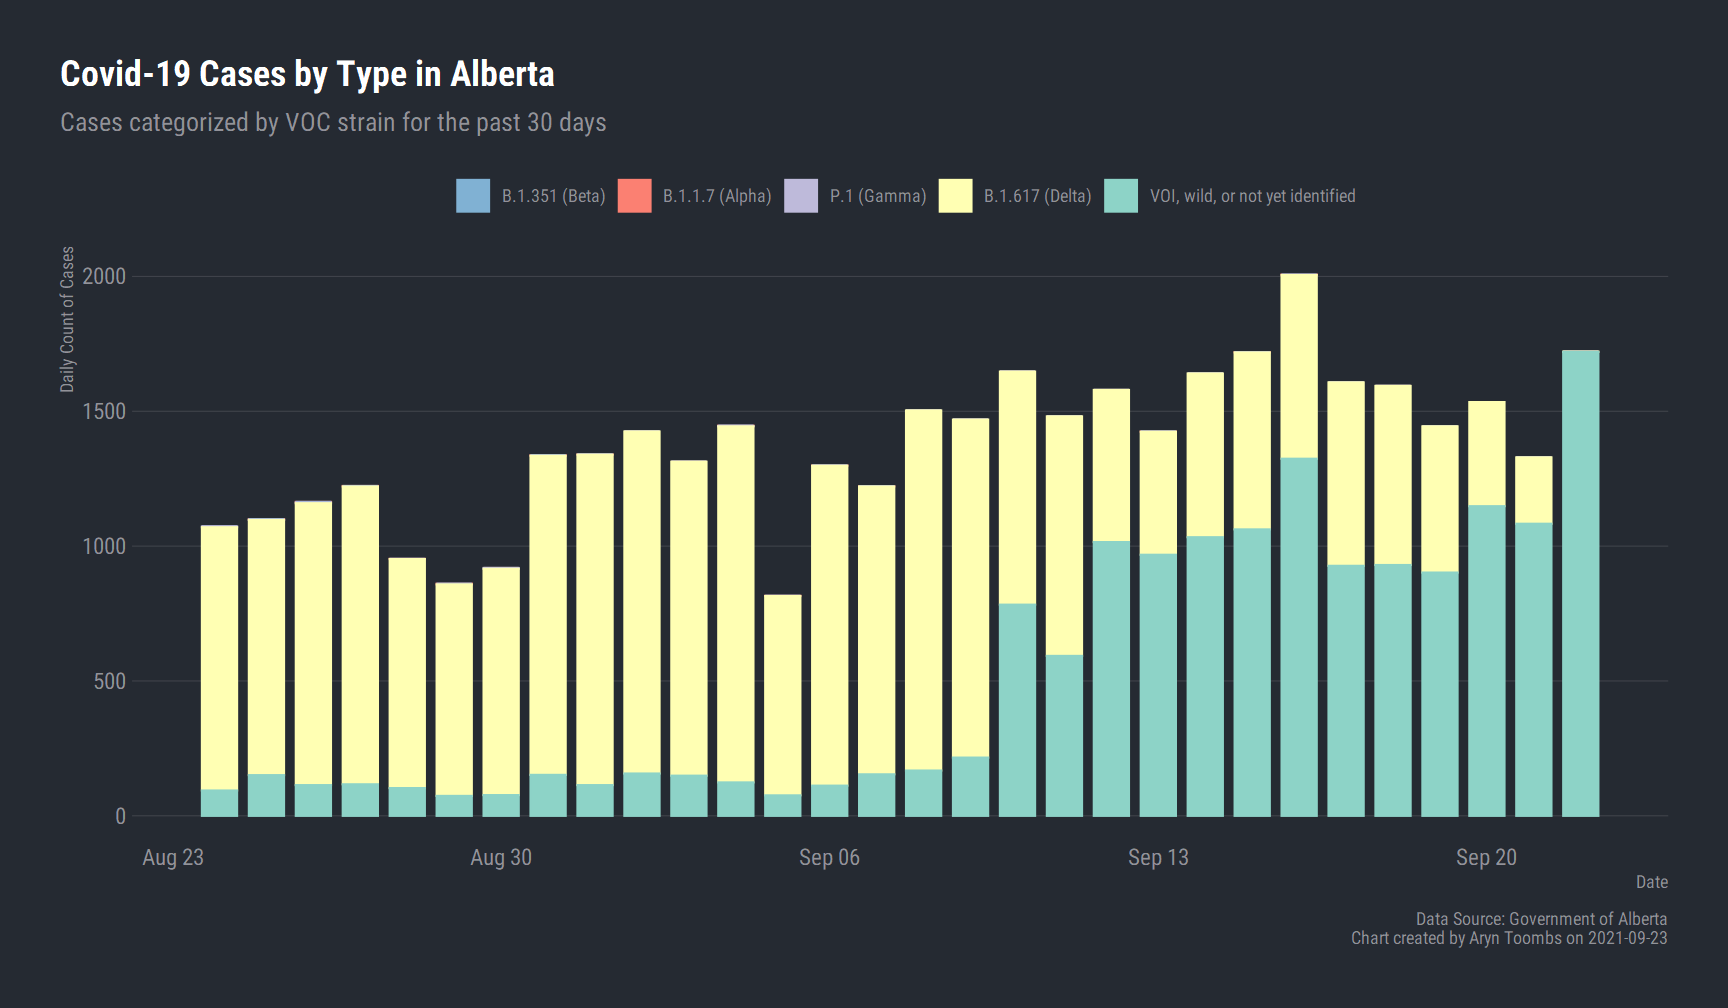 Covid-19 Cases by Type in Alberta
Cases categorized by VOC strain for the past 30 days
B.1.351 (Beta) B.1.1.7 (Alpha) P.1 (Gamma) B.1.617 (Delta) VOI, wild, or not yet identified
Daily Count of Cases
2000
1500
1000
500
0
Aug 23 Aug 30 Sep 06 Sep 13 Sep 20
Date
Data Source: Government of Alberta
Chart created by Aryn Toombs on 2021-09-23